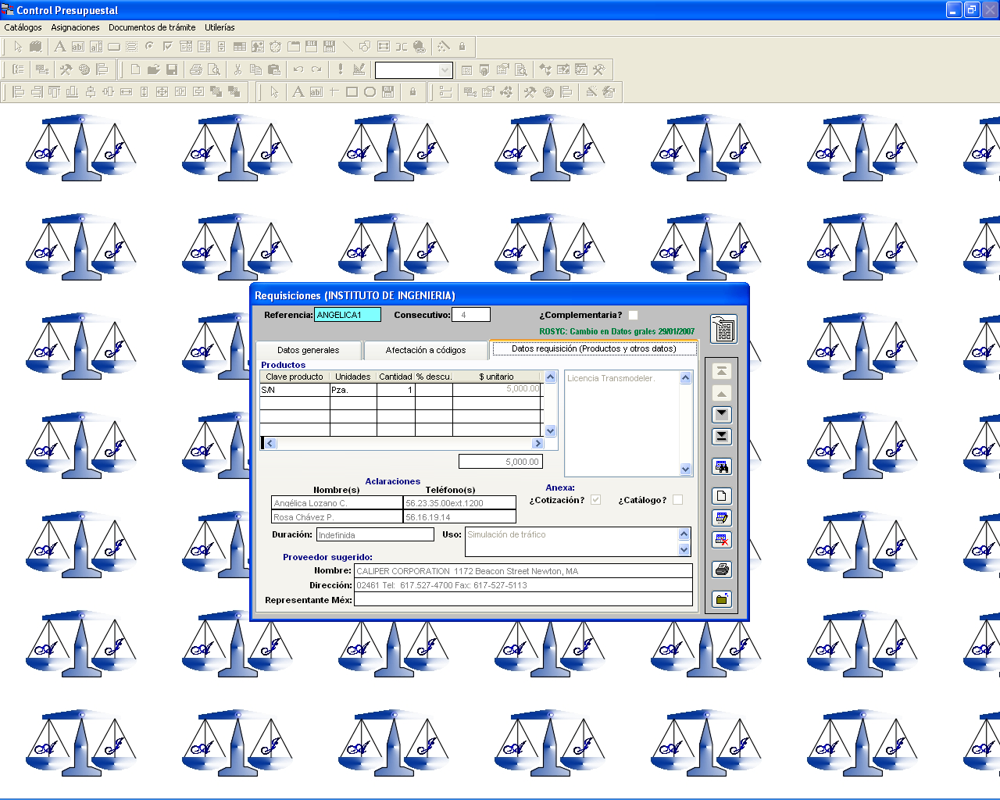 Control Presupuestal
Catálogos Asignaciones Documentos de trámite Utilerías
Requisiciones (INSTITUTO DE INGENIERIA)
Referencia: ANGELICA1 Consecutivo: 4 ¿Complementaria?
ROSYC: Cambio en Datos grales 29/01/2007
Datos generales Afectación a códigos Datos requisición (Productos y otros datos)
Productos
Clave producto Unidades Cantidad % descu. $ unitario
S/N Pza. 1 5,000.00
Licencia Transmodeler.
5,000.00
Aclaraciones
Nombre(s) Teléfono(s)
Angélica Lozano C. 56.23.35.00ext.1200
Rosa Chávez P. 56.16.19.14
Anexa:
¿Cotización? ¿Catálogo?
Duración: Indefinida Uso: Simulación de tráfico
Proveedor sugerido:
Nombre: CALIPER CORPORATION 1172 Beacon Street Newton, MA
Dirección: 02461 Tel: 617.527-4700 Fax: 617-527-5113
Representante Méx: